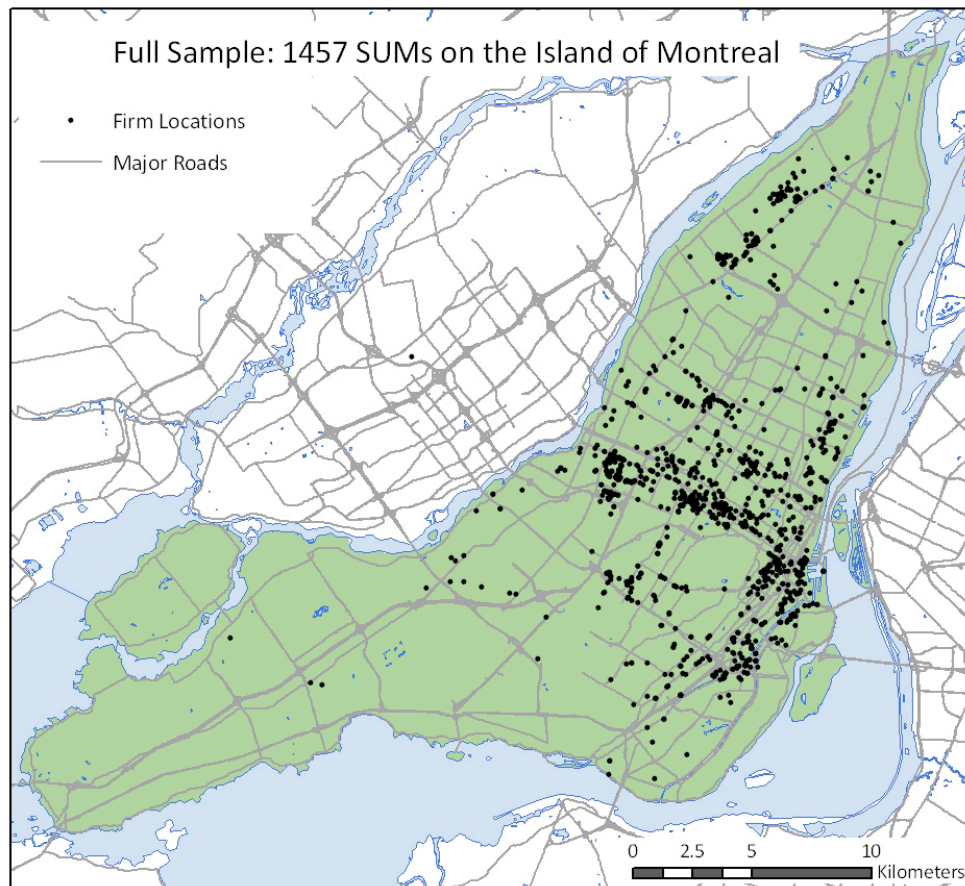 Full Sample: 1457 SUMs on the Island of Montreal
Firm Locations
Major Roads
0 2.5 5 10
Kilometers